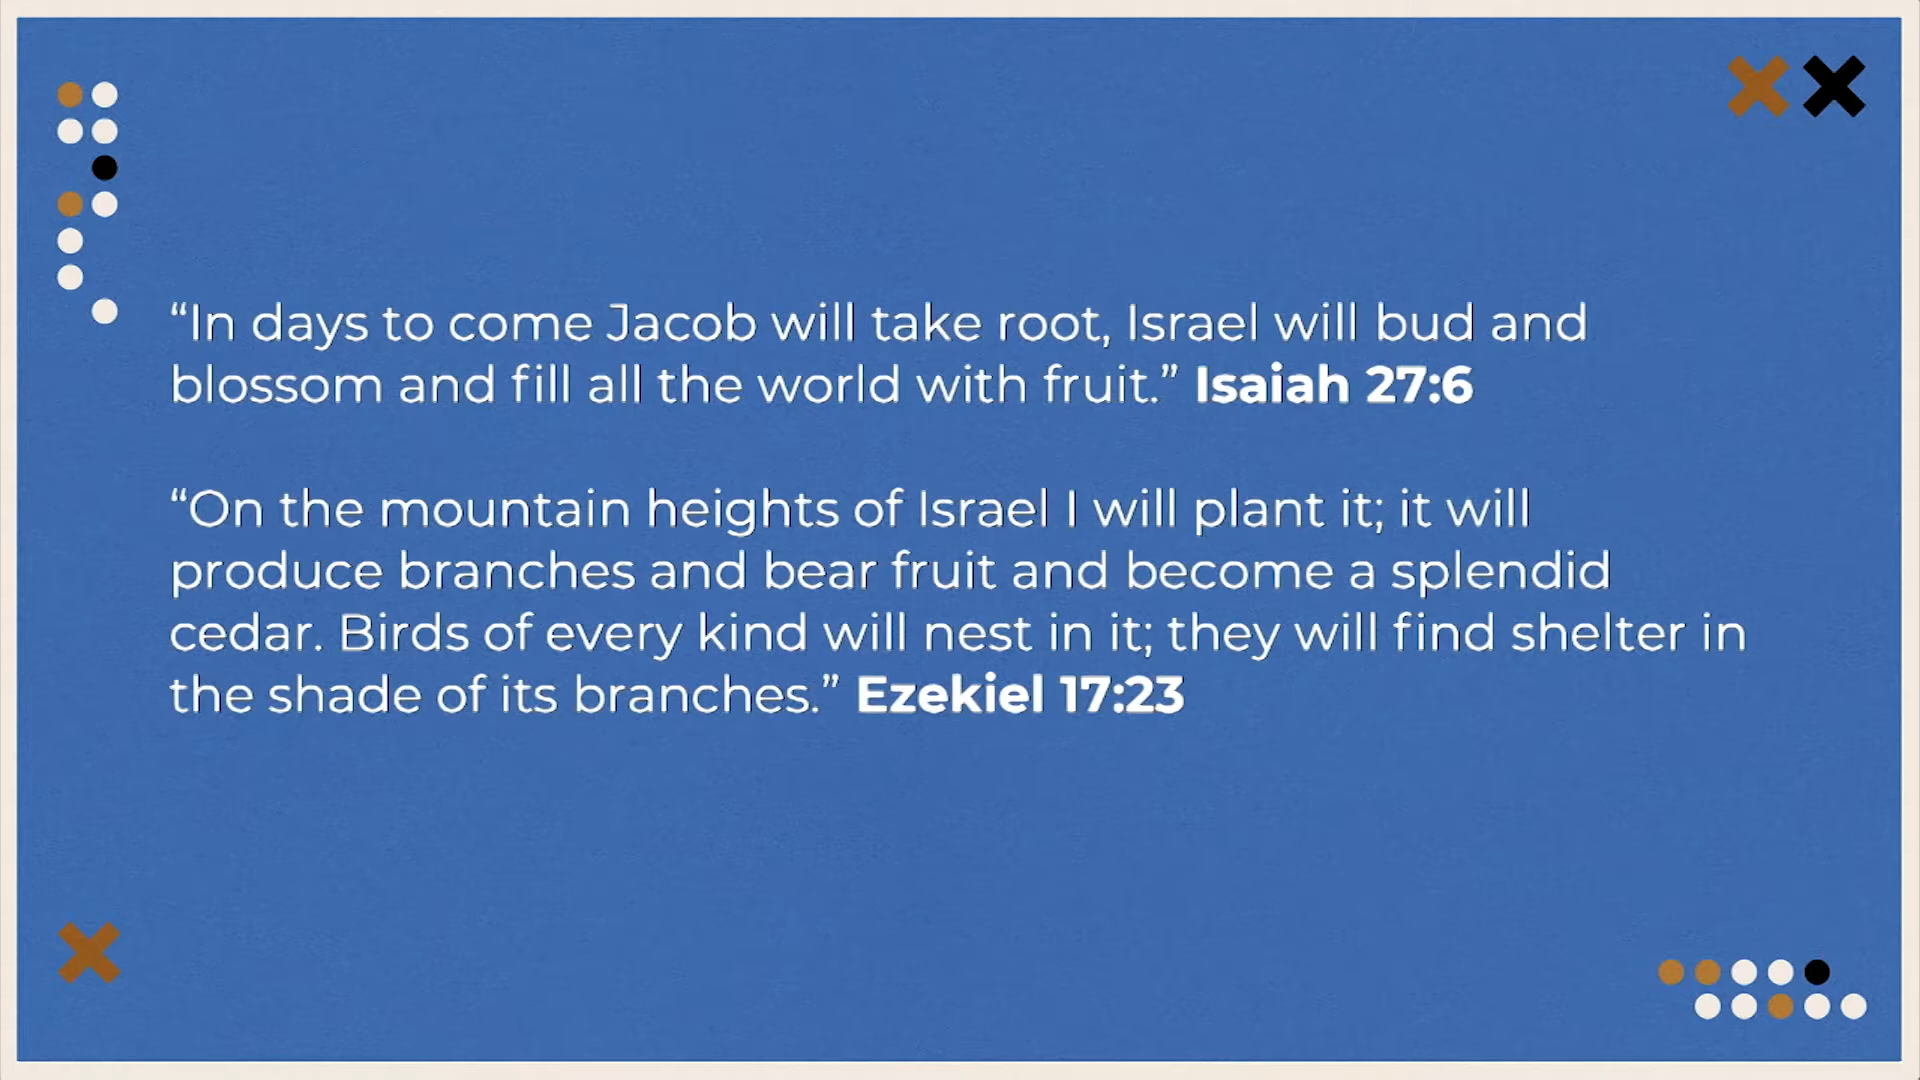 “In days to come Jacob will take root, Israel will bud and
blossom and fill all the world with fruit.” Isaiah 27:6
“On the mountain heights of Israel I will plant it; it will
produce branches and bear fruit and become a splendid
cedar. Birds of every kind will nest in it; they will find shelter in
the shade of its branches.” Ezekiel 17:23